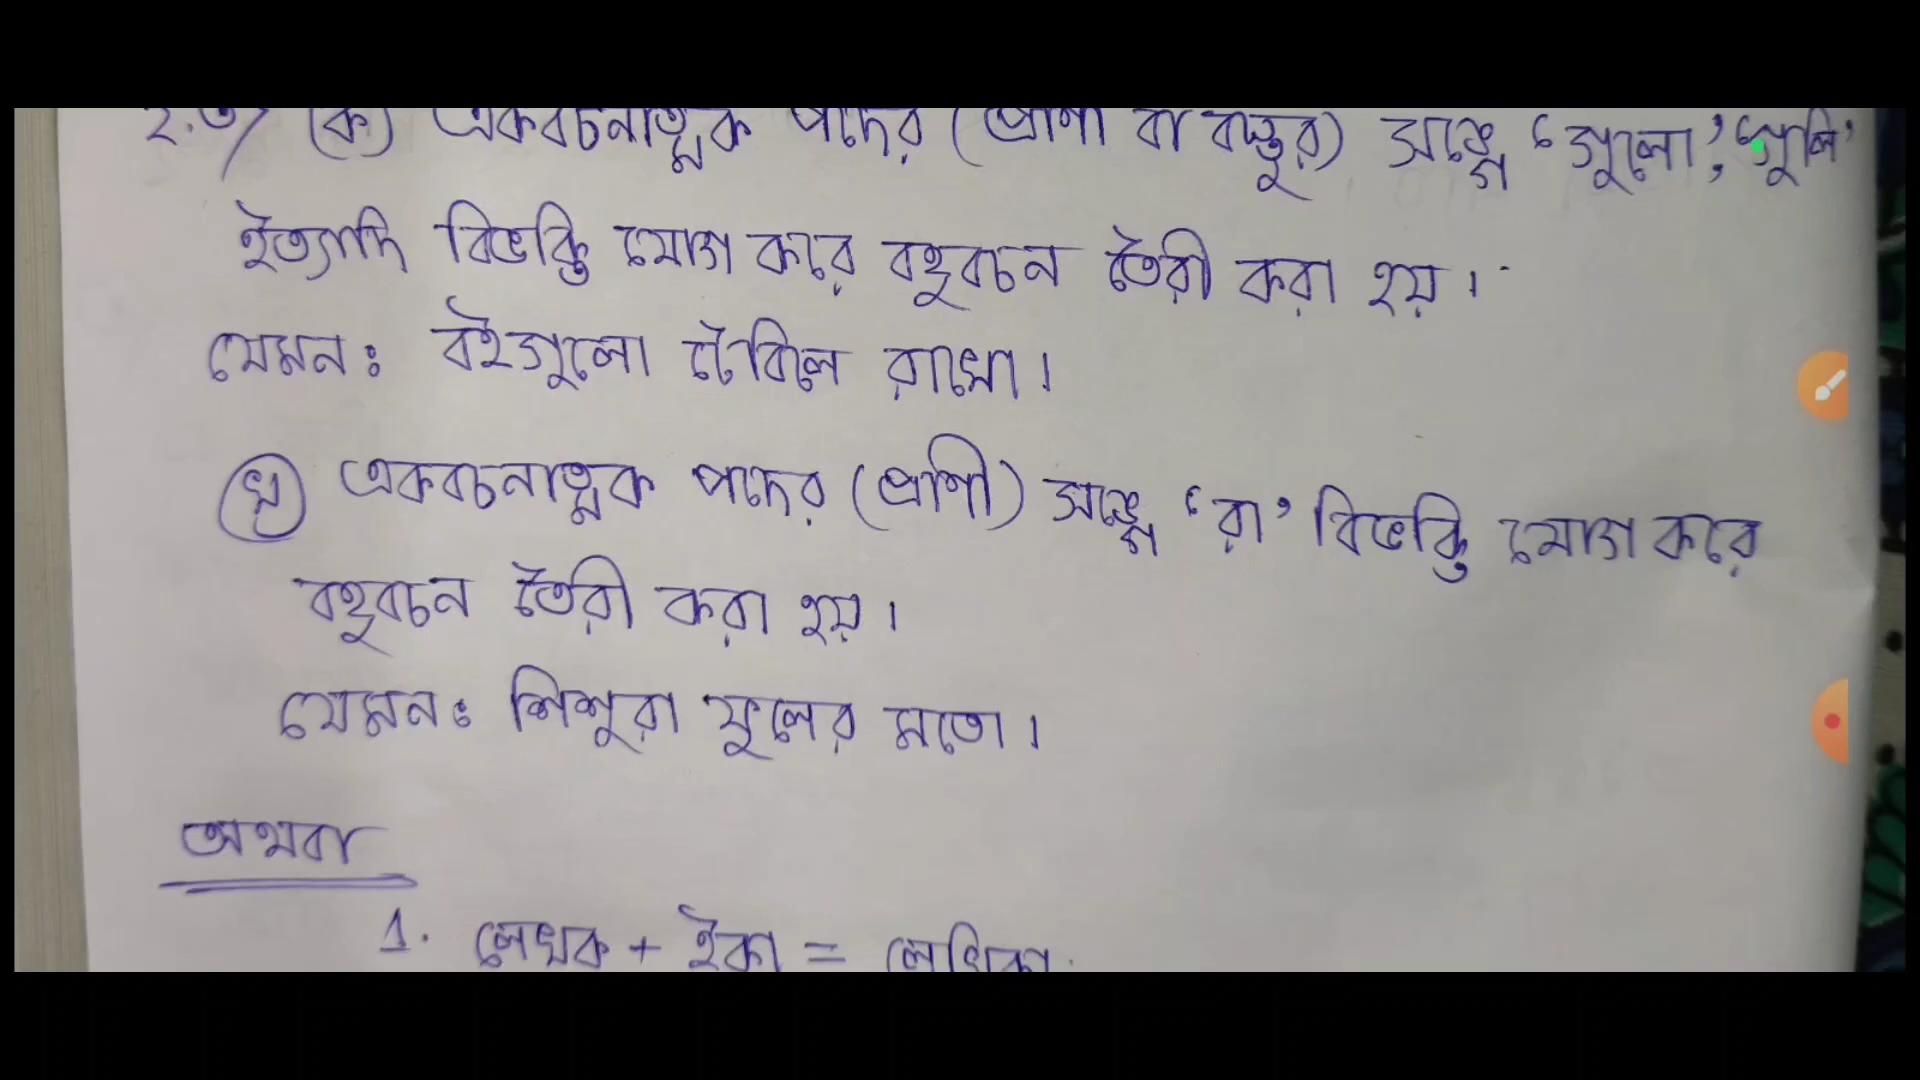 ২.৩/ (ক) একবচনাত্মক পদের (প্রাণী বা বস্তুর) সঙ্গে 'গুলো', 'গুলি'
ইত্যাদি বিভক্তি যোগ করে বহুবচন তৈরী করা হয়।
যেমন: বইগুলো টেবিলে রাখো।
(খ) একবচনাত্মক পদের (প্রাণী) সঙ্গে 'রা' বিভক্তি যোগ করে
বহুবচন তৈরী করা হয়।
যেমন: শিশুরা ফুলের মতো।
অথবা
1. লেখক + ইকা = লেখিকা